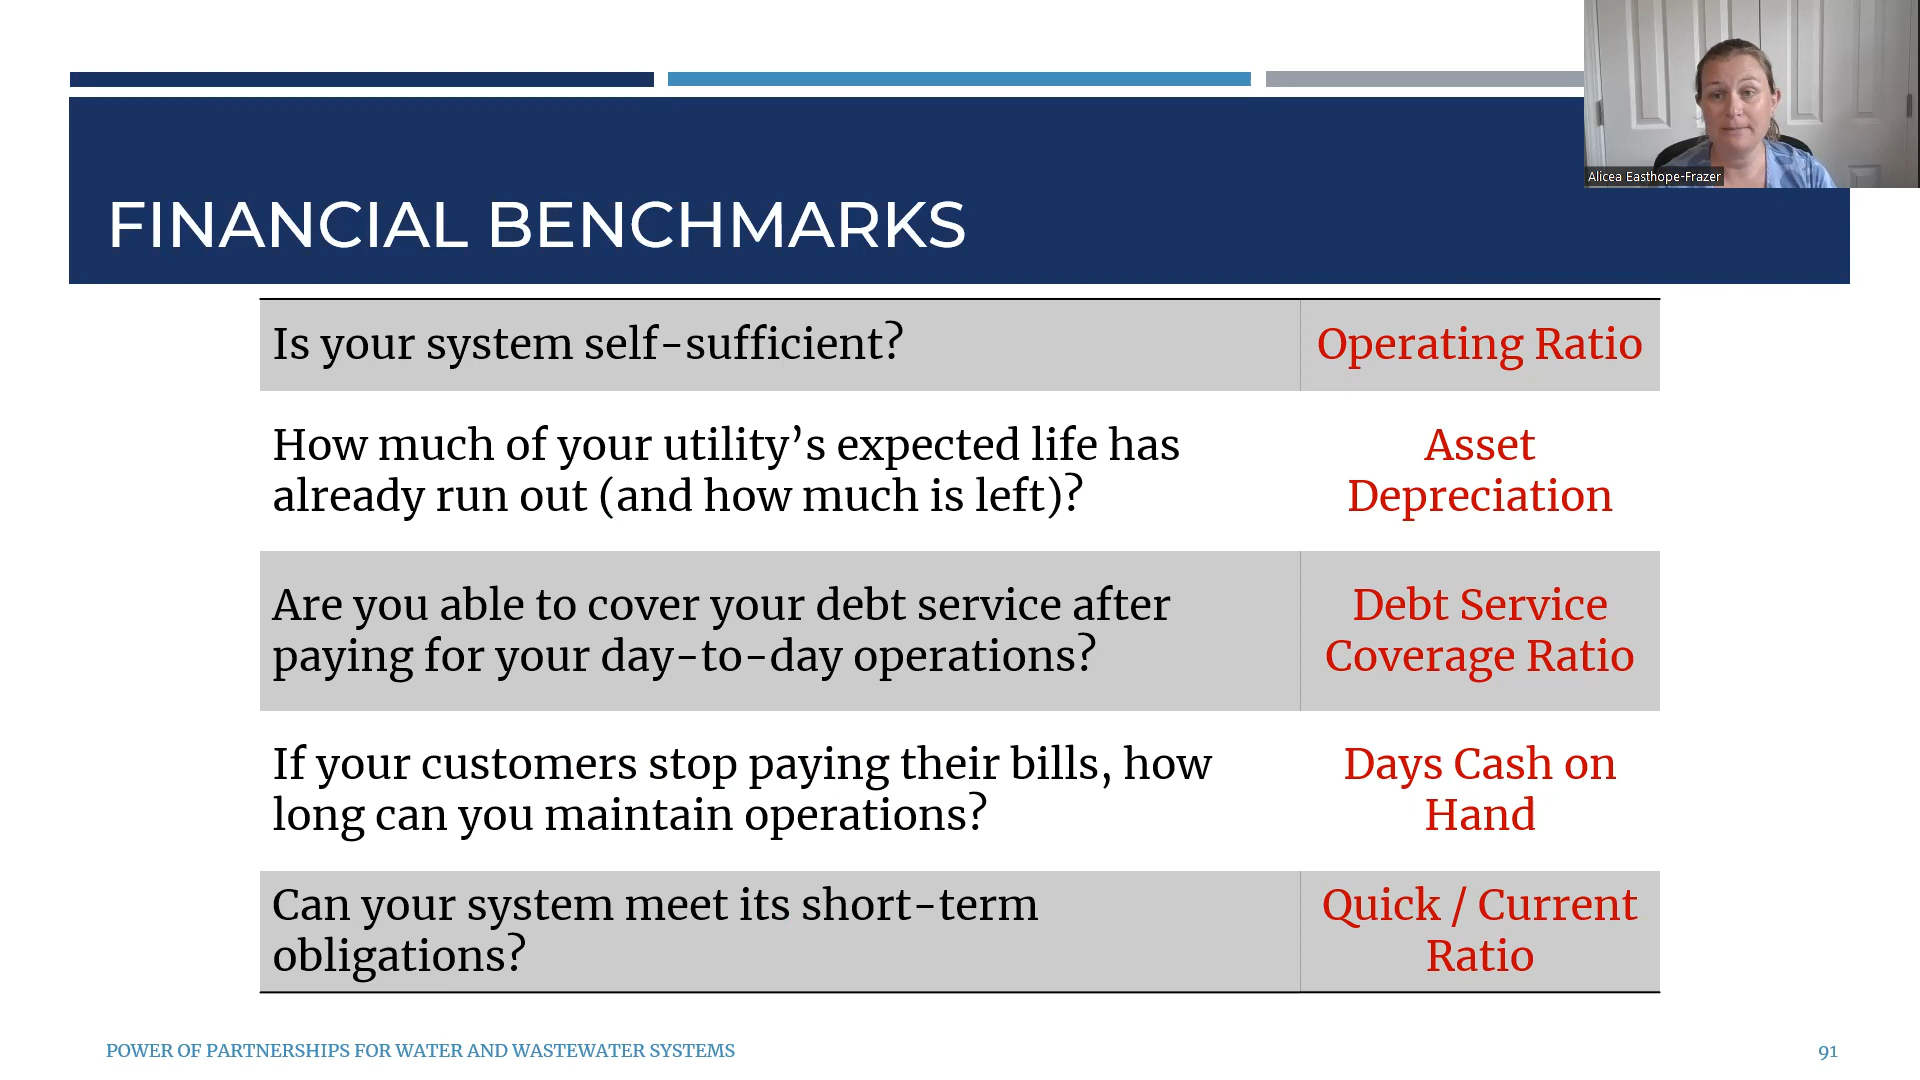 Alicea Easthope-Frazer
FINANCIAL BENCHMARKS
Is your system self-sufficient?
Operating Ratio
How much of your utility’s expected life has
already run out (and how much is left)?
Asset
Depreciation
Are you able to cover your debt service after
paying for your day-to-day operations?
Debt Service
Coverage Ratio
If your customers stop paying their bills, how
long can you maintain operations?
Days Cash on
Hand
Can your system meet its short-term
obligations?
Quick / Current
Ratio
POWER OF PARTNERSHIPS FOR WATER AND WASTEWATER SYSTEMS
91